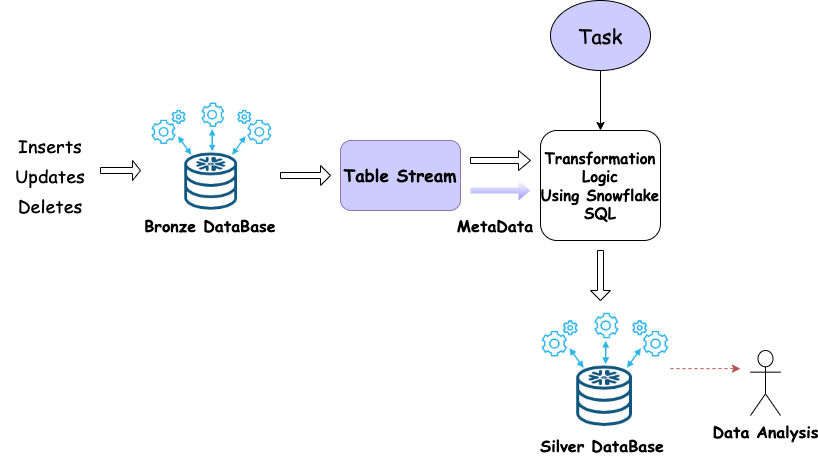 Task
Inserts
Updates
Deletes
Bronze DataBase
Table Stream
MetaData
Transformation
Logic
Using Snowflake
SQL
Silver DataBase
Data Analysis